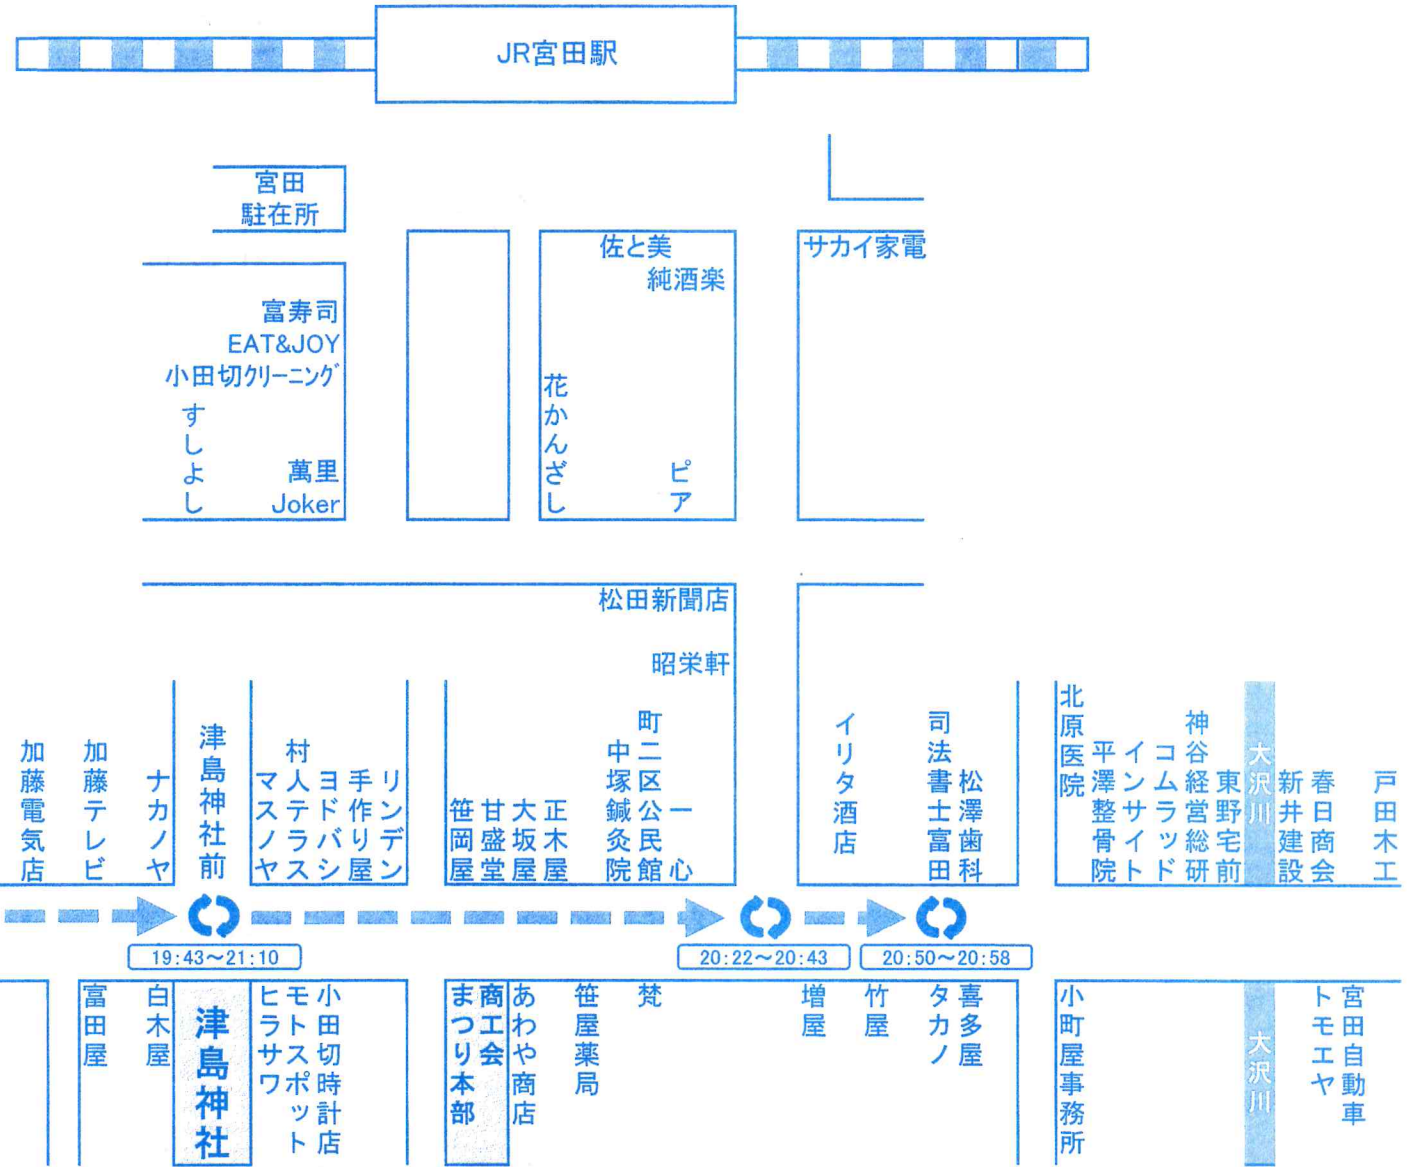 JR宮田駅
宮田
駐在所
佐と美
純酒楽
サカイ家電
富寿司
EAT&JOY
小田切クリーニング
すしよし
萬里
Joker
花かんざし
ピア
松田新聞店
昭栄軒
加藤電気店
加藤テレビ
ナカノヤ
津島神社前
マスノヤ
村人テラス
ヨドバシ
手作り屋
リンデン
笹岡屋
甘盛堂
大坂屋
正木屋
中塚鍼灸院
町二区公民館
一心
イリタ酒店
司法書士富田
松澤歯科
北原医院
平澤整骨院
インサイト
コムラッド
神谷経営総研
東野宅前
大沢川
新井建設
春日商会
戸田木工
19:43～21:10
20:22～20:43
20:50～20:58
富田屋
白木屋
津島神社
ヒラサワ
モトスポット
小田切時計店
商工会
まつり本部
あわや商店
笹屋薬局
梵
増屋
竹屋
タカノ
喜多屋
小町屋事務所
大沢川
トモエヤ
宮田自動車